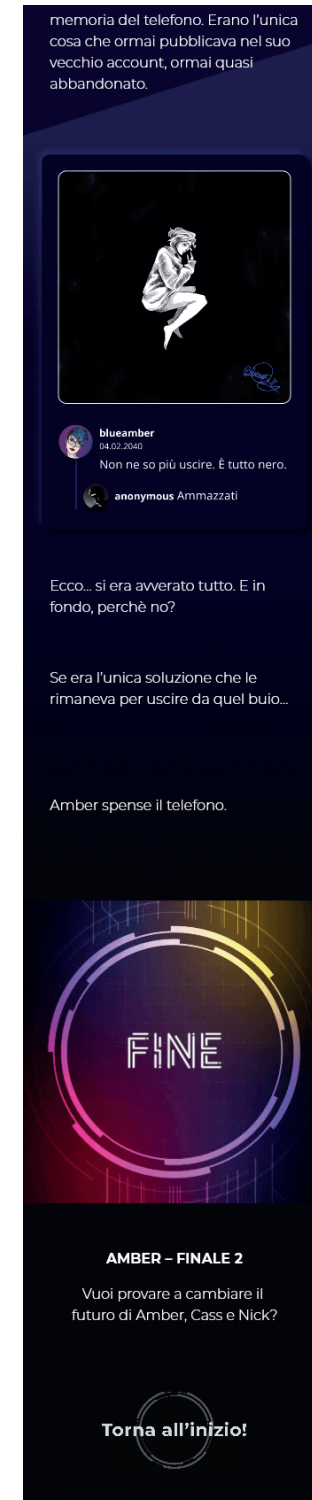 memoria del telefono. Erano l'unica
cosa che ormai pubblicava nel suo
vecchio account, ormai quasi
abbandonato.
blueamber
04.02.2040
Non ne so più uscire. È tutto nero.
anonymous Ammazzati
Ecco... si era avverato tutto. E in
fondo, perchè no?
Se era l'unica soluzione che le
rimaneva per uscire da quel buio...
Amber spense il telefono.
FINE
AMBER – FINALE 2
Vuoi provare a cambiare il
futuro di Amber, Cass e Nick?
Torna all'inizio!